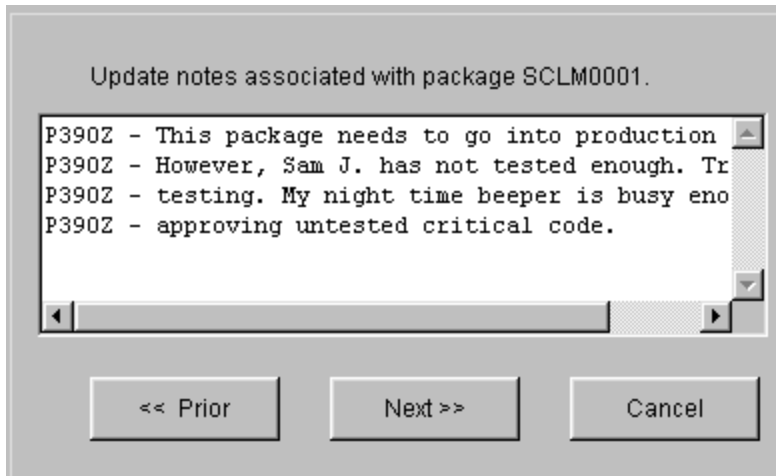 Update notes associated with package SCLM0001.
P390Z - This package needs to go into production
P390Z - However, Sam J. has not tested enough. Tr
P390Z - testing. My night time beeper is busy eno
P390Z - approving untested critical code.
<< Prior
Next >>
Cancel